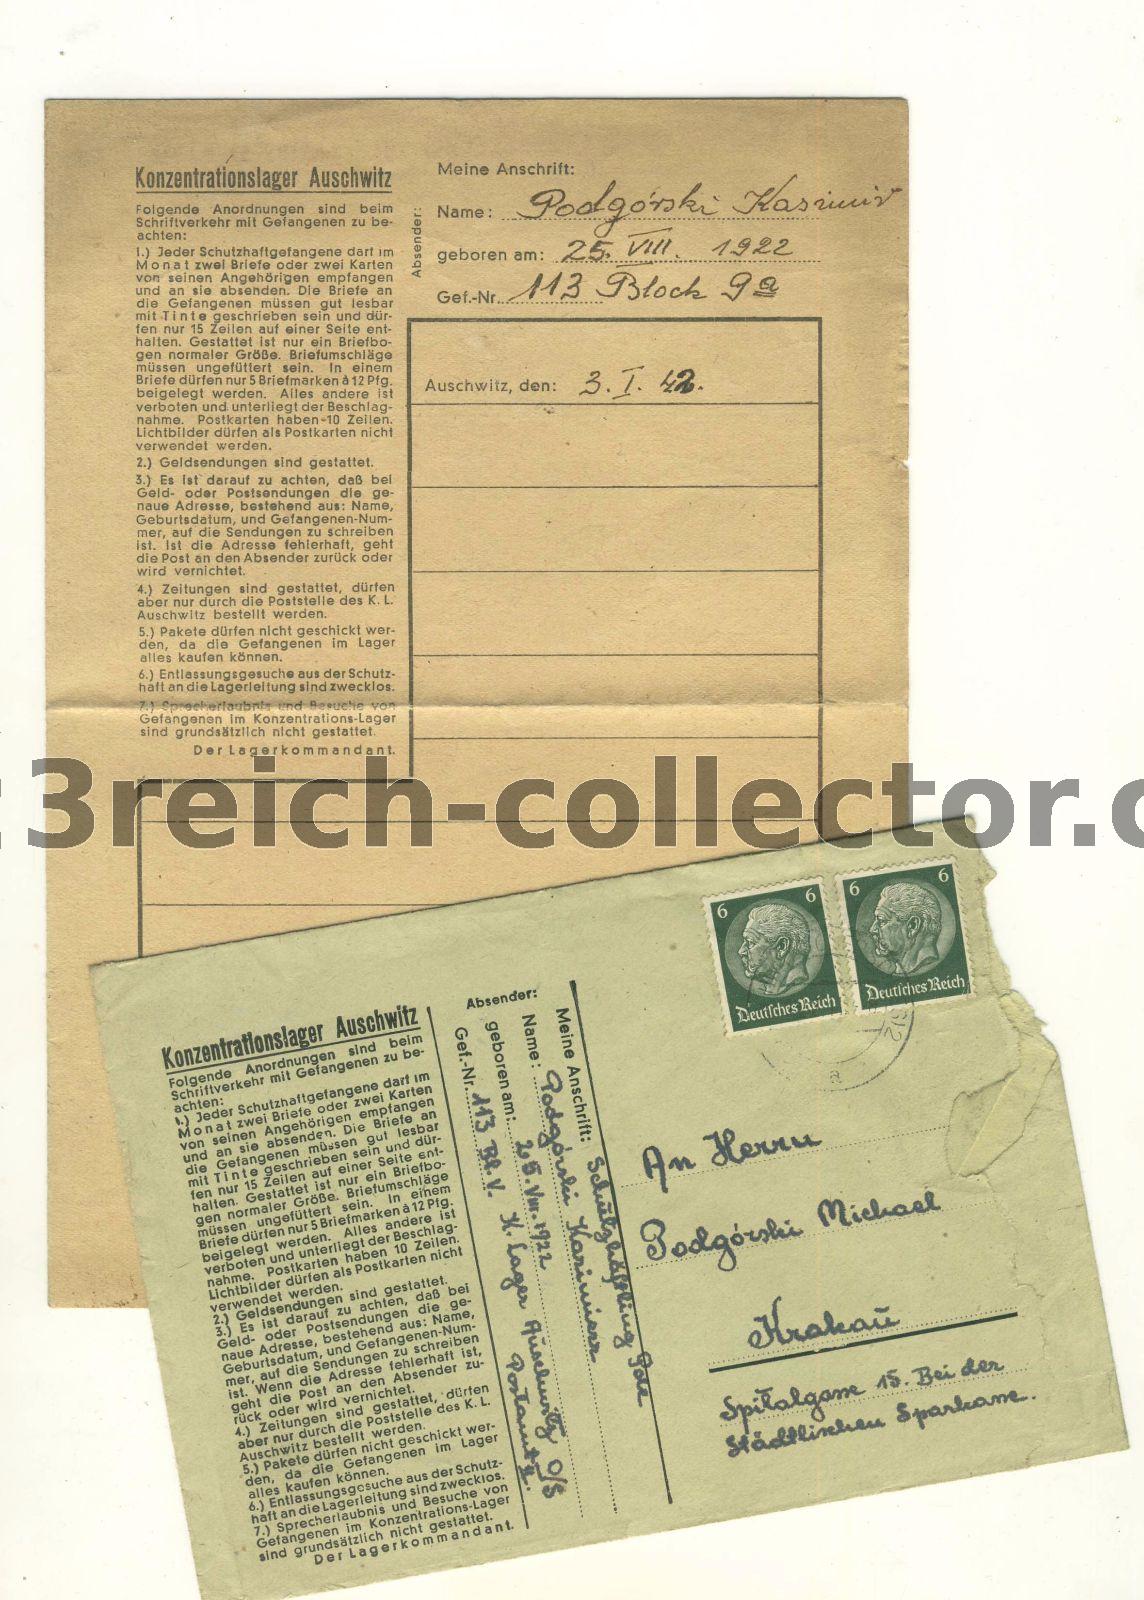 Konzentrationslager Auschwitz
Folgende Anordnungen sind beim
Schriftverkehr mit Gefangenen zu be-
achten:
1.) Jeder Schutzhaftgefangene darf im
Monat zwei Briefe oder zwei Karten
von seinen Angehörigen empfangen
und an sie absenden. Die Briefe an
die Gefangenen müssen gut lesbar
mit Tinte geschrieben sein und dür-
fen nur 15 Zeilen auf einer Seite ent-
halten. Gestattet ist nur ein Briefbo-
gen normaler Größe. Briefumschläge
müssen ungefüttert sein. In einem
Briefe dürfen nur 5 Briefmarken à 12 Pfg.
beigelegt werden. Alles andere ist
verboten und unterliegt der Beschlag-
nahme. Postkarten haben 10 Zeilen.
Lichtbilder dürfen als Postkarten nicht
verwendet werden.
2.) Geldsendungen sind gestattet.
3.) Es ist darauf zu achten, daß bei
Geld- oder Postsendungen die ge-
naue Adresse, bestehend aus: Name,
Geburtsdatum, und Gefangenen-Num-
mer, auf die Sendungen zu schreiben
ist. Ist die Adresse fehlerhaft, geht
die Post an den Absender zurück oder
wird vernichtet.
4.) Zeitungen sind gestattet, dürfen
aber nur durch die Poststelle des K. L.
Auschwitz bestellt werden.
5.) Pakete dürfen nicht geschickt wer-
den, da die Gefangenen im Lager
alles kaufen können.
6.) Entlassungsgesuche aus der Schutz-
haft an die Lagerleitung sind zwecklos.
7.) Sprecherlaubnis und Besuche von
Gefangenen im Konzentrations-Lager
sind grundsätzlich nicht gestattet.
Der Lagerkommandant.
Absender:
Meine Anschrift:
Name: Podgórski Kasimir
geboren am: 25. VIII. 1922
Gef.-Nr. 113 Block 9a
Auschwitz, den: 3. I. 42.
3reich-collector.
Konzentrationslager Auschwitz
Folgende Anordnungen sind beim
Schriftverkehr mit Gefangenen zu be-
achten:
1.) Jeder Schutzhaftgefangene darf im
Monat zwei Briefe oder zwei Karten
von seinen Angehörigen empfangen
und an sie absenden. Die Briefe an
die Gefangenen müssen gut lesbar
mit Tinte geschrieben sein und dür-
fen nur 15 Zeilen auf einer Seite ent-
halten. Gestattet ist nur ein Briefbo-
gen normaler Größe. Briefumschläge
müssen ungefüttert sein. In einem
Briefe dürfen nur 5 Briefmarken à 12 Pfg.
beigelegt werden. Alles andere ist
verboten und unterliegt der Beschlag-
nahme. Postkarten haben 10 Zeilen.
Lichtbilder dürfen als Postkarten nicht
verwendet werden.
2.) Geldsendungen sind gestattet.
3.) Es ist darauf zu achten, daß bei
Geld- oder Postsendungen die ge-
naue Adresse, bestehend aus: Name,
Geburtsdatum, und Gefangenen-Num-
mer, auf die Sendungen zu schreiben
ist. Wenn die Adresse fehlerhaft ist,
geht die Post an den Absender zu-
rück oder wird vernichtet.
4.) Zeitungen sind gestattet, dürfen
aber nur durch die Poststelle des K. L.
Auschwitz bestellt werden.
5.) Pakete dürfen nicht geschickt wer-
den, da die Gefangenen im Lager
alles kaufen können.
6.) Entlassungsgesuche aus der Schutz-
haft an die Lagerleitung sind zwecklos.
7.) Sprecherlaubnis und Besuche von
Gefangenen im Konzentrations-Lager
sind grundsätzlich nicht gestattet.
Der Lagerkommandant.
Absender:
Meine Anschrift: Schutzhäftling Pole
Name: Podgórski Kazimierz
geboren am: 25. VIII. 1922
Gef.-Nr. 113 Bl. V. K. Lager Auschwitz O/S
Postamt 2.
6 6
Deutsches Reich
6 6
Deutsches Reich
a
An Herrn
Podgórski Michael
Krakau
Spitalgasse 15. Bei der
Städtlischen Sparkasse.